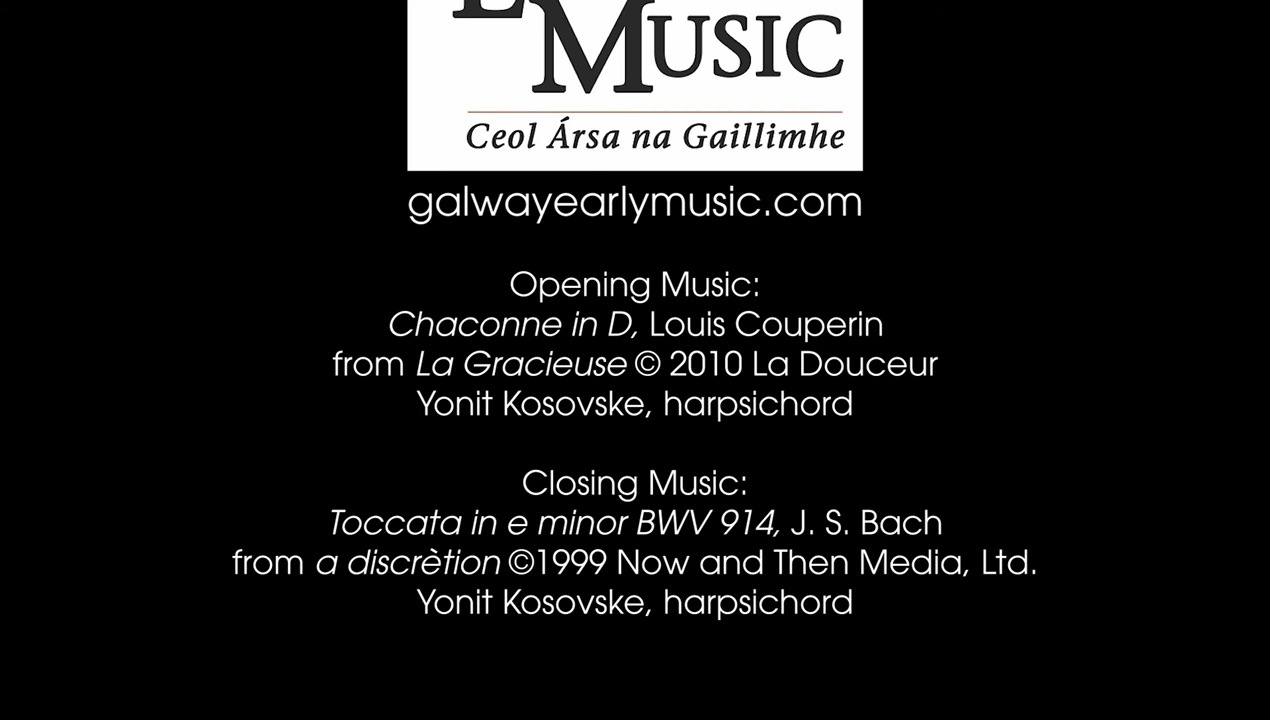 MUSIC
Ceol Ársa na Gaillimhe
galwayearlymusic.com
Opening Music:
Chaconne in D, Louis Couperin
from La Gracieuse © 2010 La Douceur
Yonit Kosovske, harpsichord
Closing Music:
Toccata in e minor BWV 914, J. S. Bach
from a discrètion ©1999 Now and Then Media, Ltd.
Yonit Kosovske, harpsichord